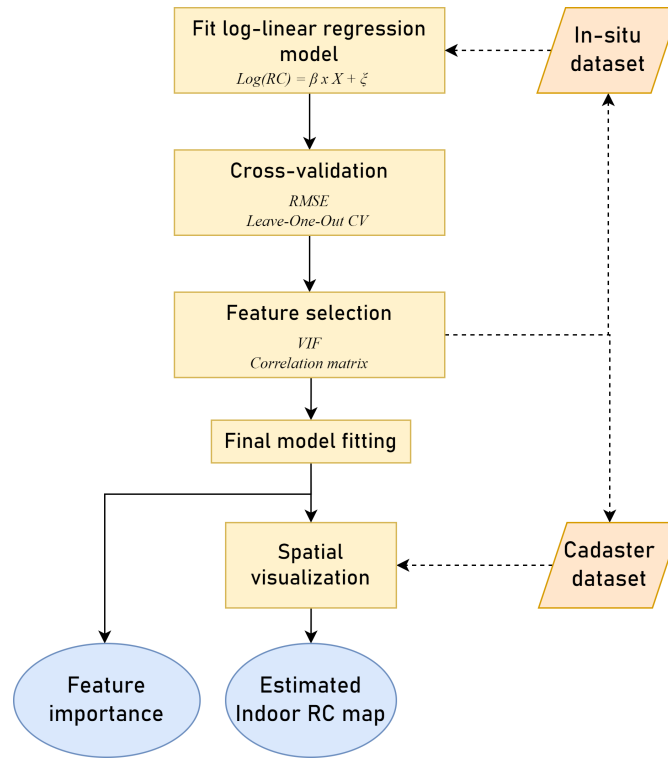 Fit log-linear regression
model
Log(RC) = β x X + ξ
In-situ
dataset
Cross-validation
RMSE
Leave-One-Out CV
Feature selection
VIF
Correlation matrix
Final model fitting
Spatial
visualization
Cadaster
dataset
Feature
importance
Estimated
Indoor RC map